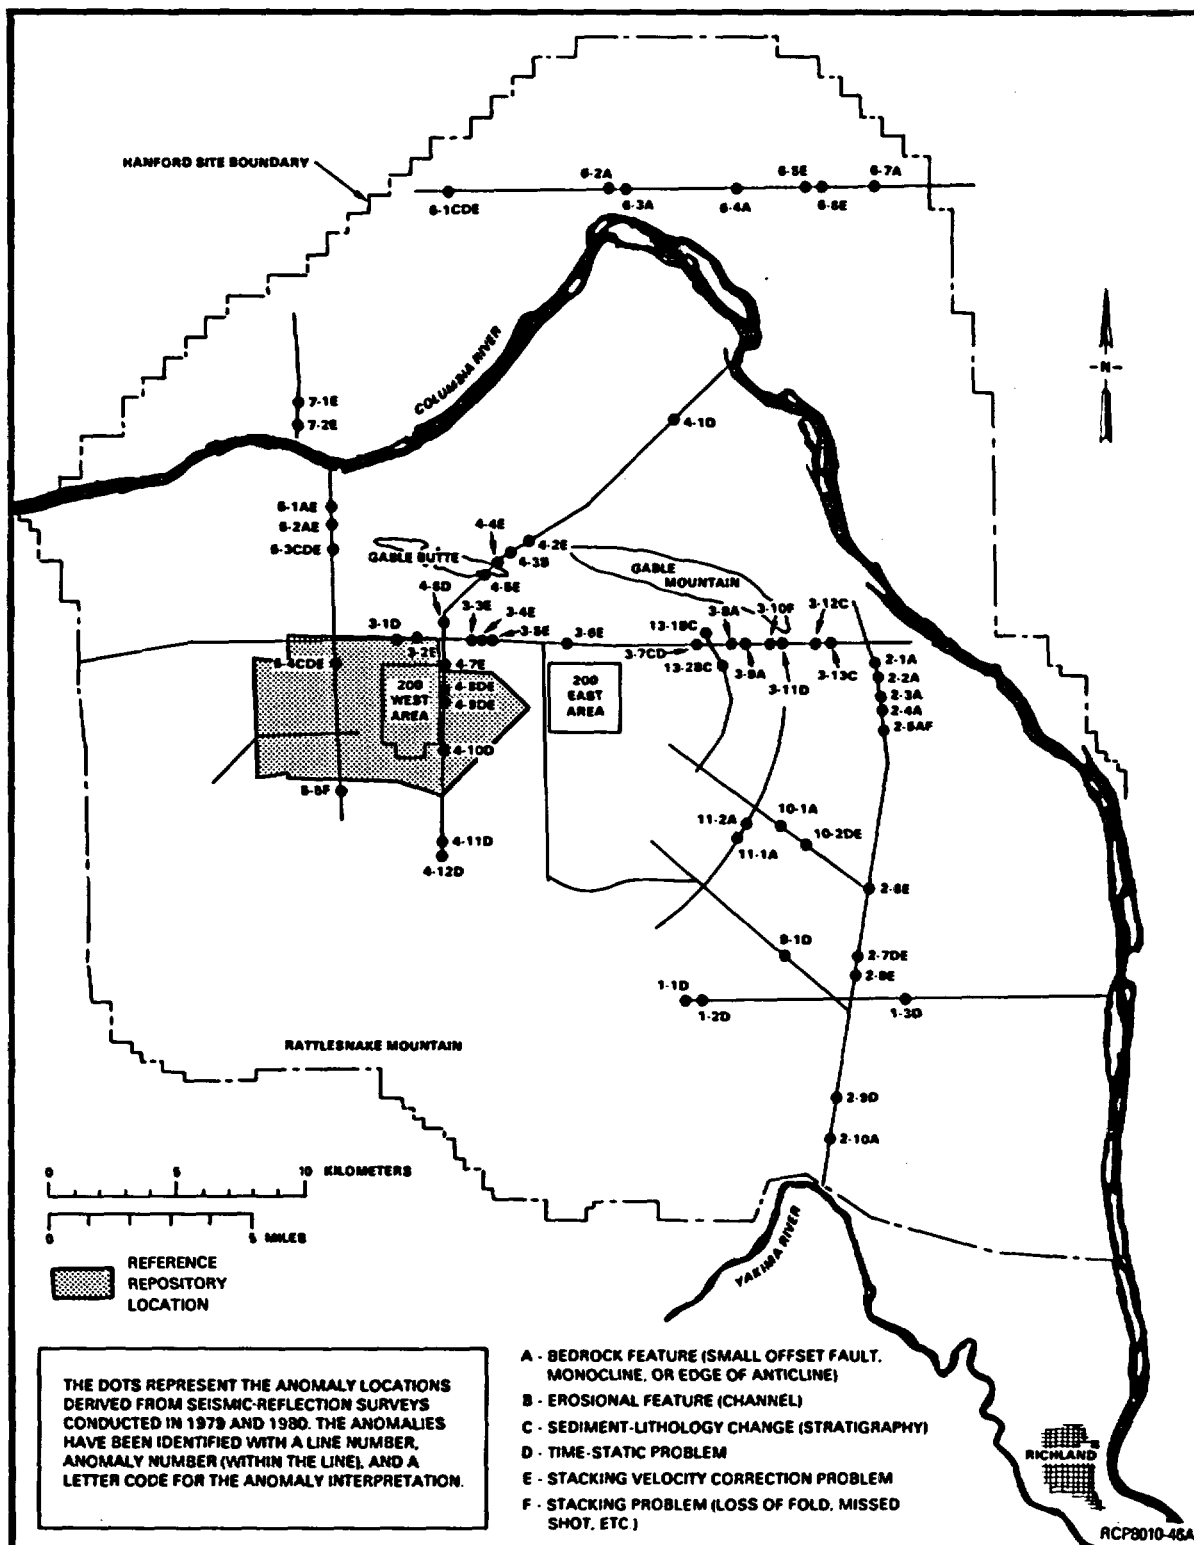 HANFORD SITE BOUNDARY
6-2A
6-5E
6-7A
6-1CDE
6-3A
6-4A
6-6E
COLUMBIA RIVER
-N-
7-1E
7-2E
4-1D
6-1AE
6-2AE
6-3CDE
4-4E
4-2E
4-3B
GABLE BUTTE
4-5E
GABLE
MOUNTAIN
4-6D
3-3E
3-4E
3-5E
3-1D
3-2E
3-6E
13-1BC
3-8A
3-10F
3-12C
3-7CD
13-2BC
3-9A
3-11D
3-13C
4-7E
2-1A
2-2A
2-3A
2-4A
2-5AF
200
WEST
AREA
4-8DE
4-9DE
200
EAST
AREA
4-10D
5-5F
4-11D
4-12D
11-2A
11-1A
10-1A
10-2DE
2-6E
9-1D
2-7DE
2-8E
1-1D
1-2D
1-3D
RATTLESNAKE MOUNTAIN
2-9D
2-10A
0 5 10 KILOMETERS
0 5 MILES
YAKIMA RIVER
REFERENCE
REPOSITORY
LOCATION
THE DOTS REPRESENT THE ANOMALY LOCATIONS
DERIVED FROM SEISMIC-REFLECTION SURVEYS
CONDUCTED IN 1979 AND 1980. THE ANOMALIES
HAVE BEEN IDENTIFIED WITH A LINE NUMBER,
ANOMALY NUMBER (WITHIN THE LINE), AND A
LETTER CODE FOR THE ANOMALY INTERPRETATION.
A - BEDROCK FEATURE (SMALL OFFSET FAULT,
MONOCLINE, OR EDGE OF ANTICLINE)
B - EROSIONAL FEATURE (CHANNEL)
C - SEDIMENT-LITHOLOGY CHANGE (STRATIGRAPHY)
D - TIME-STATIC PROBLEM
E - STACKING VELOCITY CORRECTION PROBLEM
F - STACKING PROBLEM (LOSS OF FOLD, MISSED
SHOT, ETC.)
RICHLAND
RCP8010-46A